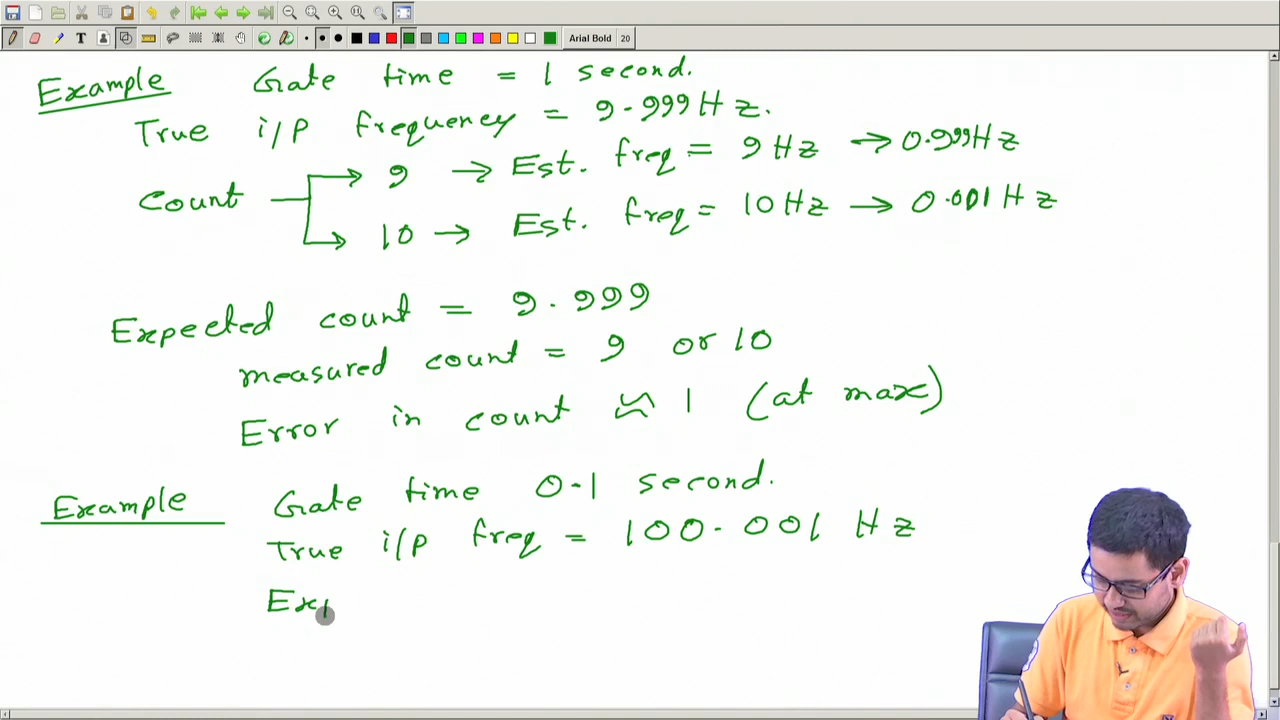 Arial Bold 20
Example Gate time = 1 second.
True i/p frequency = 9.999 Hz.
Count → 9 → Est. freq = 9 Hz → 0.999 Hz
→ 10 → Est. freq = 10 Hz → 0.001 Hz
Expected count = 9.999
measured count = 9 or 10
Error in count ≈ 1 (at max)
Example Gate time 0.1 second.
True i/p freq = 100.001 Hz
Exp